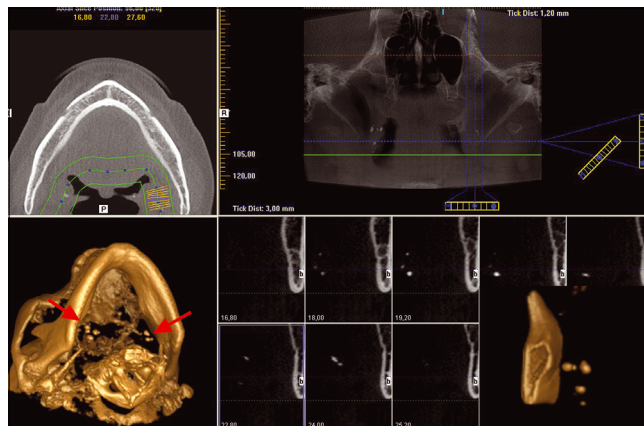 16,80 22,80 27,60
P
R
105,00
120,00
Tick Dist: 3,00 mm
Tick Dist: 1,20 mm
b
b
b
b
b
16,80
18,00
19,20
b
b
b
22,80
24,00
25,20